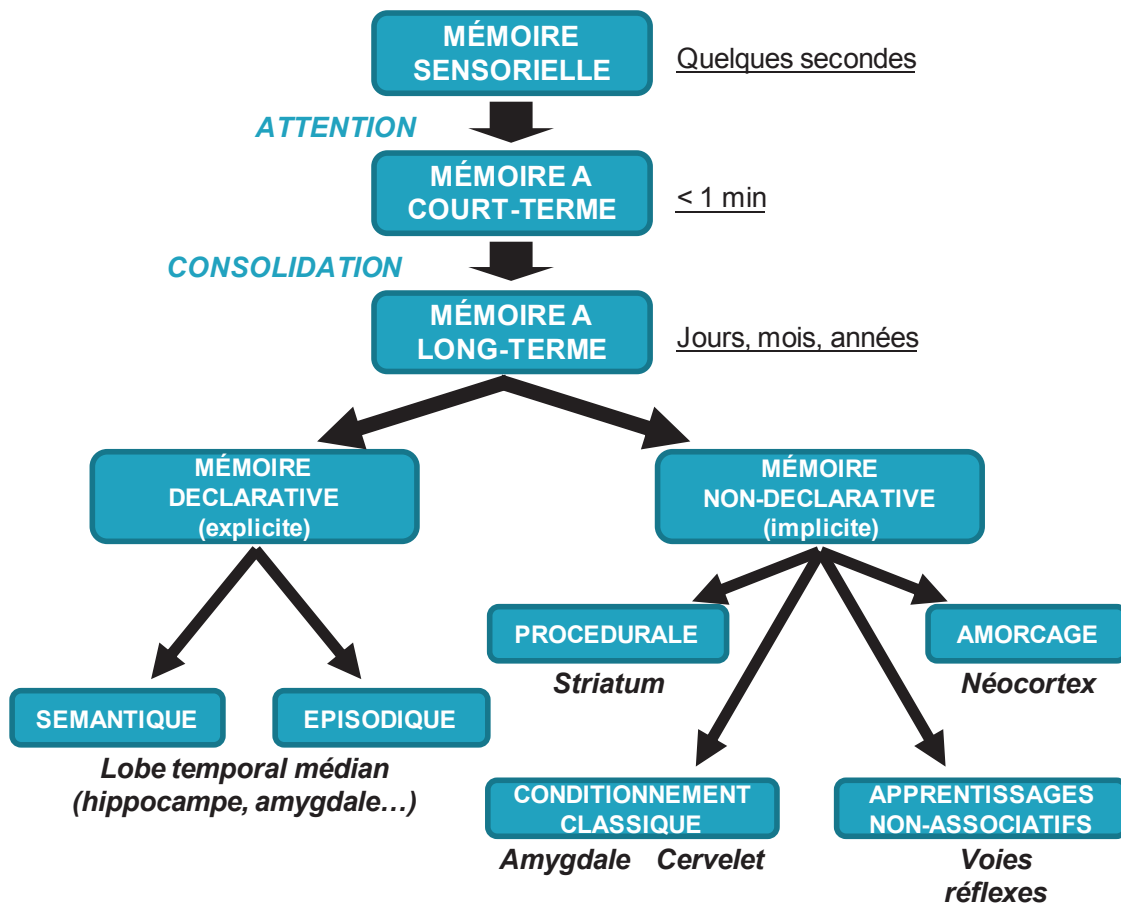 MÉMOIRE
SENSORIELLE
Quelques secondes
ATTENTION
MÉMOIRE A
COURT-TERME
< 1 min
CONSOLIDATION
MÉMOIRE A
LONG-TERME
Jours, mois, années
MÉMOIRE
DECLARATIVE
(explicite)
MÉMOIRE
NON-DECLARATIVE
(implicite)
PROCEDURALE
Striatum
AMORCAGE
Néocortex
SEMANTIQUE
EPISODIQUE
Lobe temporal médian
(hippocampe, amygdale…)
CONDITIONNEMENT
CLASSIQUE
Amygdale Cervelet
APPRENTISSAGES
NON-ASSOCIATIFS
Voies
réflexes